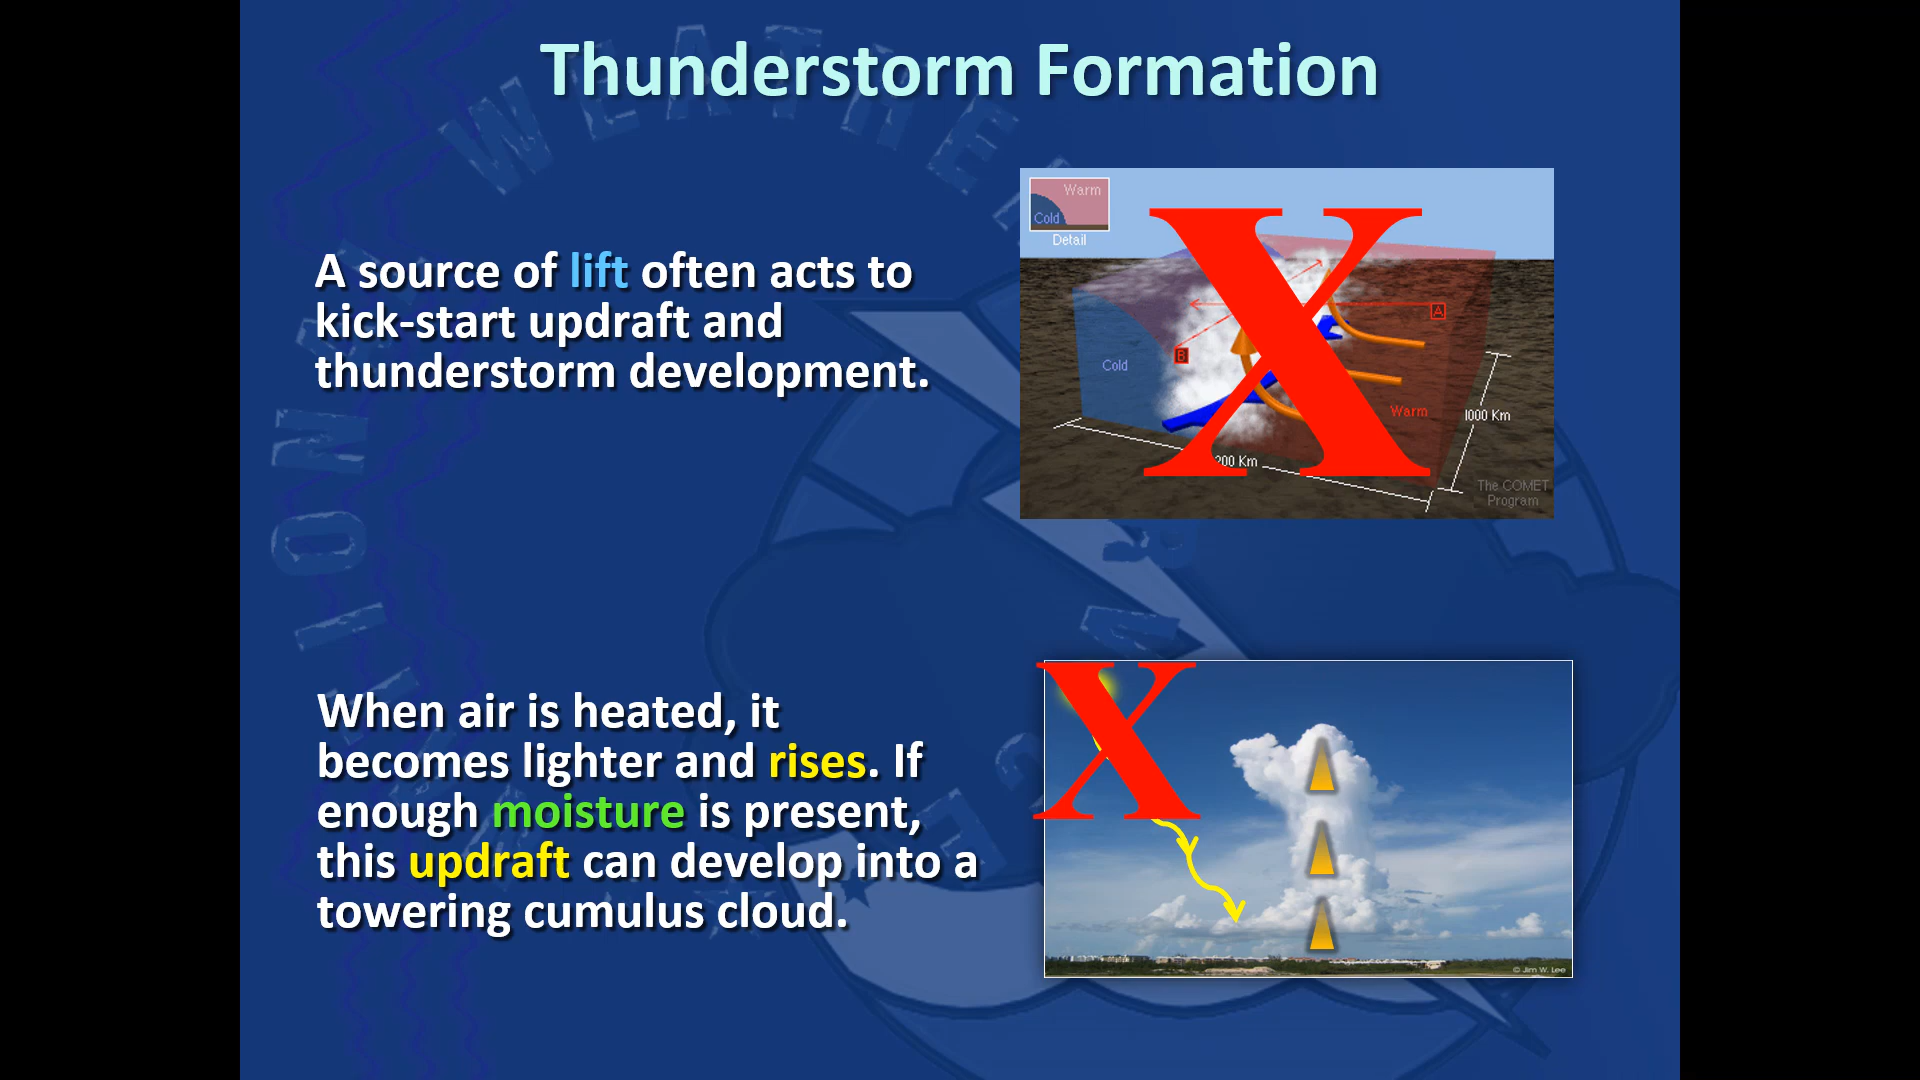 Thunderstorm Formation
A source of lift often acts to
kick-start updraft and
thunderstorm development.
Warm
Cold
Detail
A
B
Cold
Warm
1000 Km
200 Km
The COMET
Program
X
When air is heated, it
becomes lighter and rises. If
enough moisture is present,
this updraft can develop into a
towering cumulus cloud.
X
© Jim W. Lee